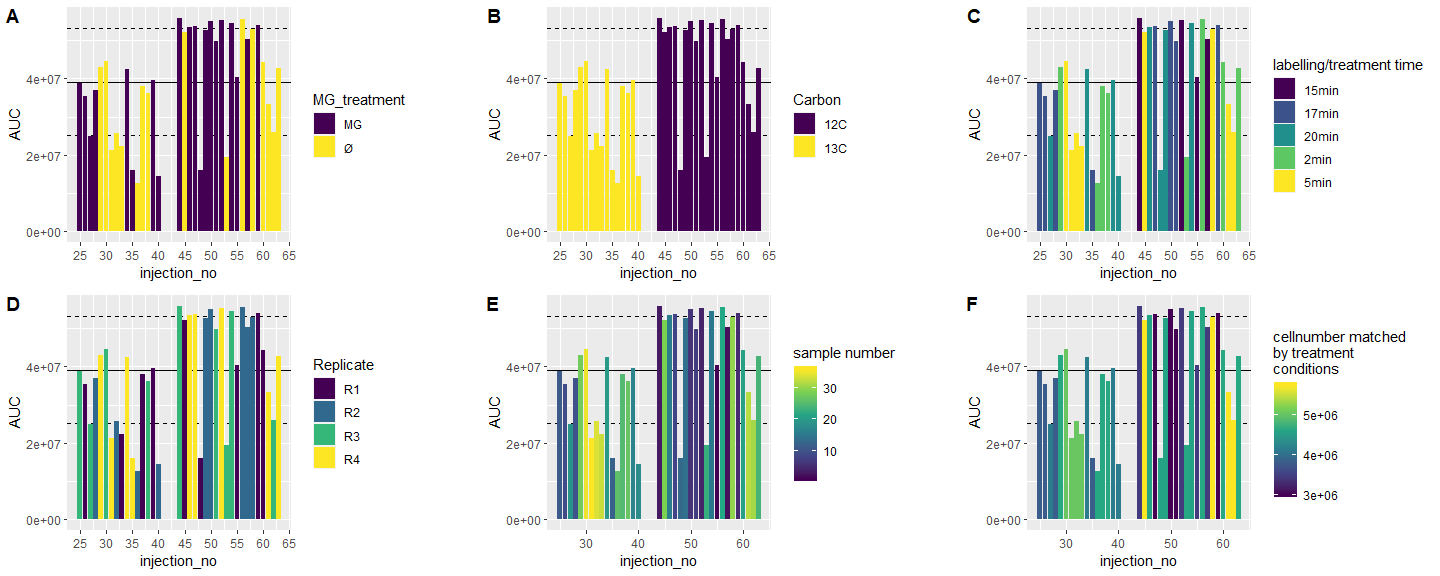 A
AUC
4e+07
2e+07
0e+00
25 30 35 40 45 50 55 60 65
injection_no
MG_treatment
MG
Ø
B
AUC
4e+07
2e+07
0e+00
25 30 35 40 45 50 55 60 65
injection_no
Carbon
12C
13C
C
AUC
4e+07
2e+07
0e+00
25 30 35 40 45 50 55 60 65
injection_no
labelling/treatment time
15min
17min
20min
2min
5min
D
AUC
4e+07
2e+07
0e+00
25 30 35 40 45 50 55 60 65
injection_no
Replicate
R1
R2
R3
R4
E
AUC
4e+07
2e+07
0e+00
30 40 50 60
injection_no
sample number
30
20
10
F
AUC
4e+07
2e+07
0e+00
30 40 50 60
injection_no
cellnumber matched
by treatment
conditions
5e+06
4e+06
3e+06